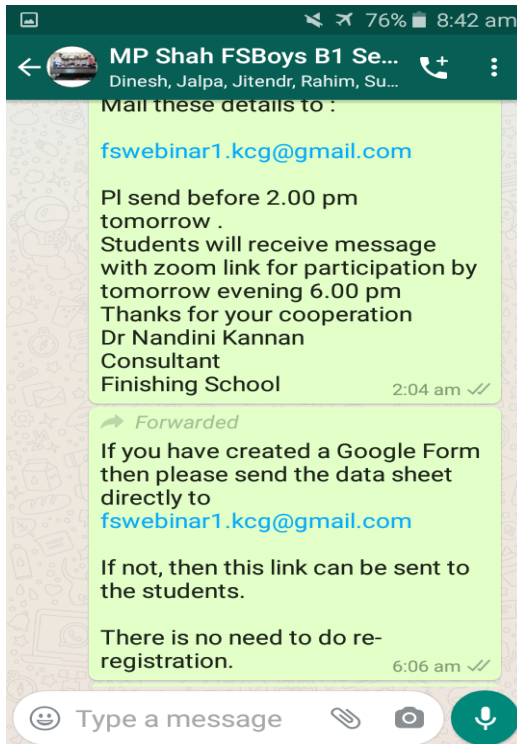 76% 8:42 am
MP Shah FSBoys B1 Se...
Dinesh, Jalpa, Jitendr, Rahim, Su...
Mail these details to :
fswebinar1.kcg@gmail.com
Pl send before 2.00 pm
tomorrow .
Students will receive message
with zoom link for participation by
tomorrow evening 6.00 pm
Thanks for your cooperation
Dr Nandini Kannan
Consultant
Finishing School
2:04 am
Forwarded
If you have created a Google Form
then please send the data sheet
directly to
fswebinar1.kcg@gmail.com
If not, then this link can be sent to
the students.
There is no need to do re-
registration.
6:06 am
Type a message